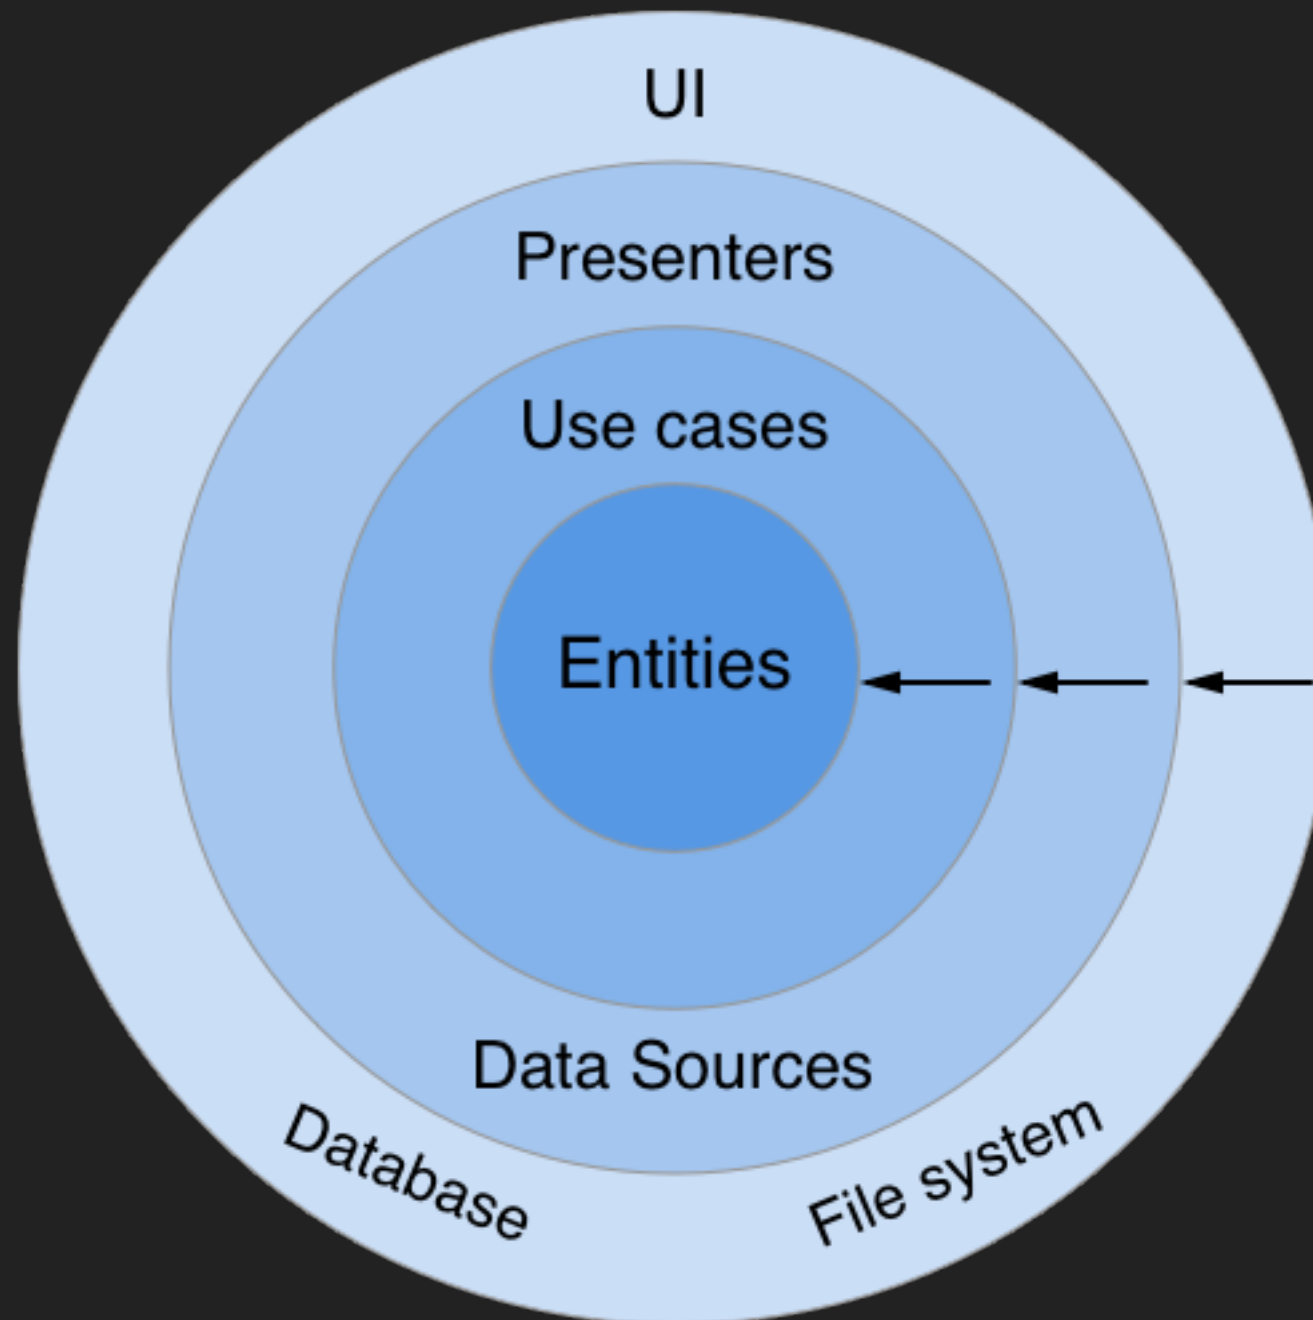 UI
Presenters
Use cases
Entities
Data Sources
Database
File system